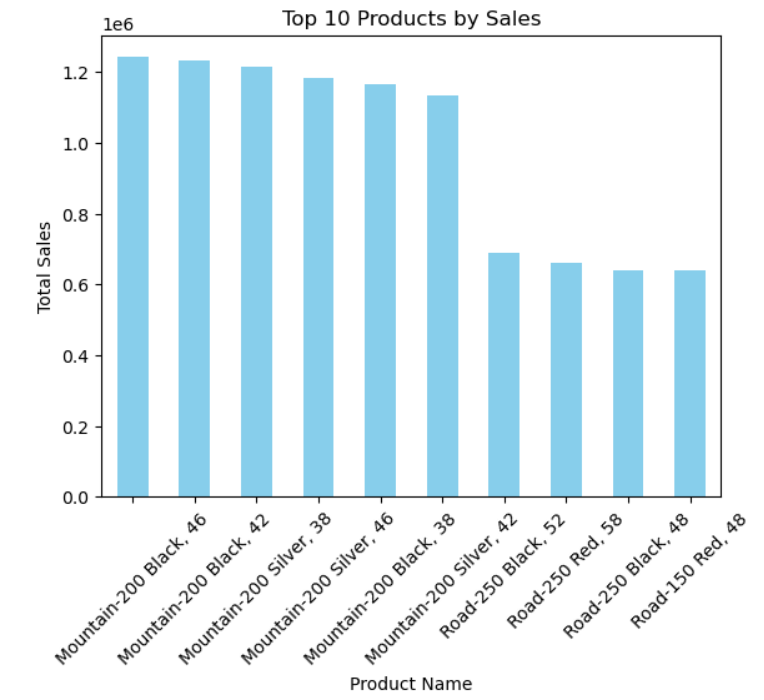 Top 10 Products by Sales
1e6
1.2
1.0
0.8
0.6
0.4
0.2
0.0
Total Sales
Mountain-200 Black, 46
Mountain-200 Black, 42
Mountain-200 Silver, 38
Mountain-200 Silver, 46
Mountain-200 Black, 38
Mountain-200 Silver, 42
Road-250 Black, 52
Road-250 Red, 58
Road-250 Black, 48
Road-150 Red, 48
Product Name